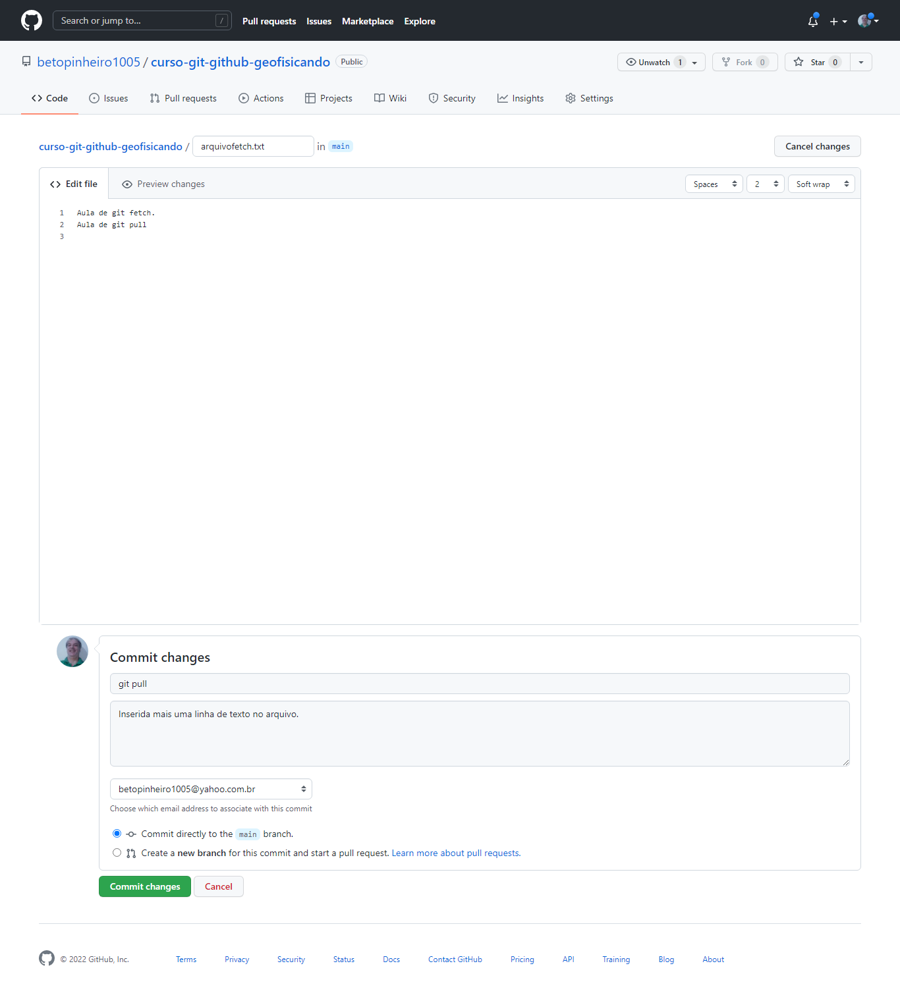 Search or jump to... /
Pull requests Issues Marketplace Explore
betopinheiro1005 / curso-git-github-geofisicando Public
Unwatch 1 Fork 0 Star 0
Code Issues Pull requests Actions Projects Wiki Security Insights Settings
curso-git-github-geofisicando / arquivofetch.txt in main Cancel changes
Edit file Preview changes Spaces 2 Soft wrap
1 Aula de git fetch.
2 Aula de git pull
3
Commit changes
git pull
Inserida mais uma linha de texto no arquivo.
betopinheiro1005@yahoo.com.br
Choose which email address to associate with this commit
Commit directly to the main branch.
Create a new branch for this commit and start a pull request. Learn more about pull requests.
Commit changes Cancel
© 2022 GitHub, Inc. Terms Privacy Security Status Docs Contact GitHub Pricing API Training Blog About